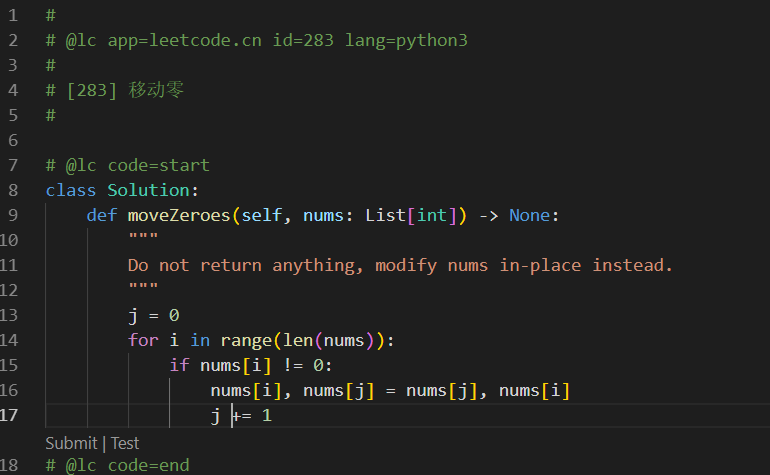 1 #
2 # @lc app=leetcode.cn id=283 lang=python3
3 #
4 # [283] 移动零
5 #
6
7 # @lc code=start
8 class Solution:
9     def moveZeroes(self, nums: List[int]) -> None:
10         """
11         Do not return anything, modify nums in-place instead.
12         """
13         j = 0
14         for i in range(len(nums)):
15             if nums[i] != 0:
16                 nums[i], nums[j] = nums[j], nums[i]
17                 j += 1
Submit | Test
18 # @lc code=end